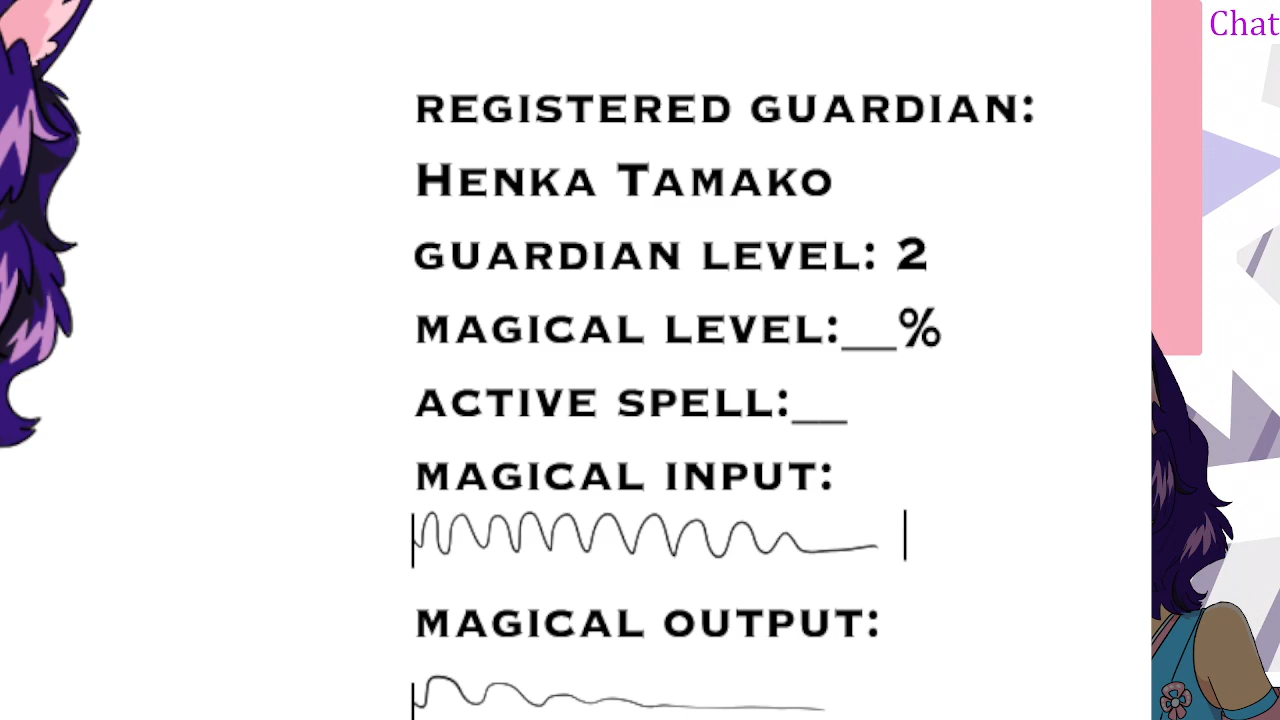 REGISTERED GUARDIAN:
HENKA TAMAKO
GUARDIAN LEVEL: 2
MAGICAL LEVEL:__%
ACTIVE SPELL:__
MAGICAL INPUT:
MAGICAL OUTPUT:
Chat